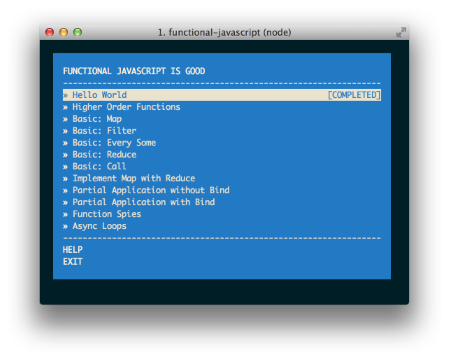 1. functional-javascript (node)
FUNCTIONAL JAVASCRIPT IS GOOD
» Hello World [COMPLETED]
» Higher Order Functions
» Basic: Map
» Basic: Filter
» Basic: Every Some
» Basic: Reduce
» Basic: Call
» Implement Map with Reduce
» Partial Application without Bind
» Partial Application with Bind
» Function Spies
» Async Loops
HELP
EXIT